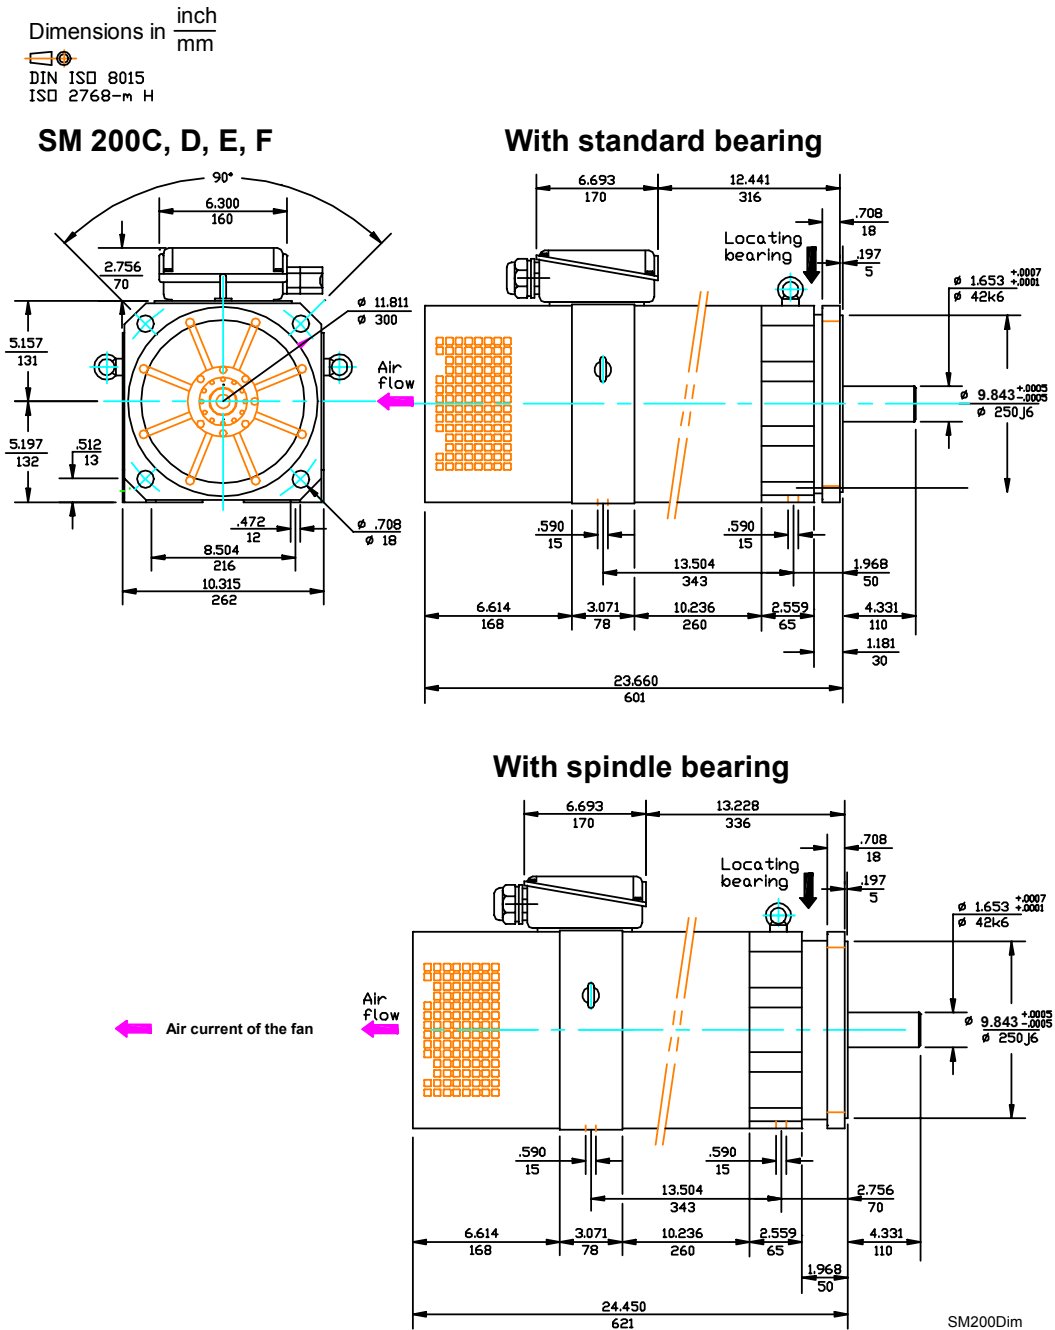 Dimensions in inch
mm
DIN ISO 8015
ISO 2768-m H
SM 200C, D, E, F
With standard bearing
90°
6.300
160
2.756
70
5.157
131
5.197
132
.512
13
ø 11.811
ø 300
.472
12
ø .708
ø 18
8.504
216
10.315
262
6.693
170
12.441
316
.708
18
Locating
bearing
.197
5
ø 1.653 +.0007 +.0001
ø 42k6
Air
flow
ø 9.843 +.0005 -.0005
ø 250j6
.590
15
.590
15
13.504
343
1.968
50
6.614
168
3.071
78
10.236
260
2.559
65
4.331
110
1.181
30
23.660
601
With spindle bearing
6.693
170
13.228
336
.708
18
Locating
bearing
.197
5
ø 1.653 +.0007 +.0001
ø 42k6
Air
flow
Air current of the fan
ø 9.843 +.0005 -.0005
ø 250j6
.590
15
.590
15
13.504
343
2.756
70
6.614
168
3.071
78
10.236
260
2.559
65
4.331
110
1.968
50
24.450
621
SM200Dim